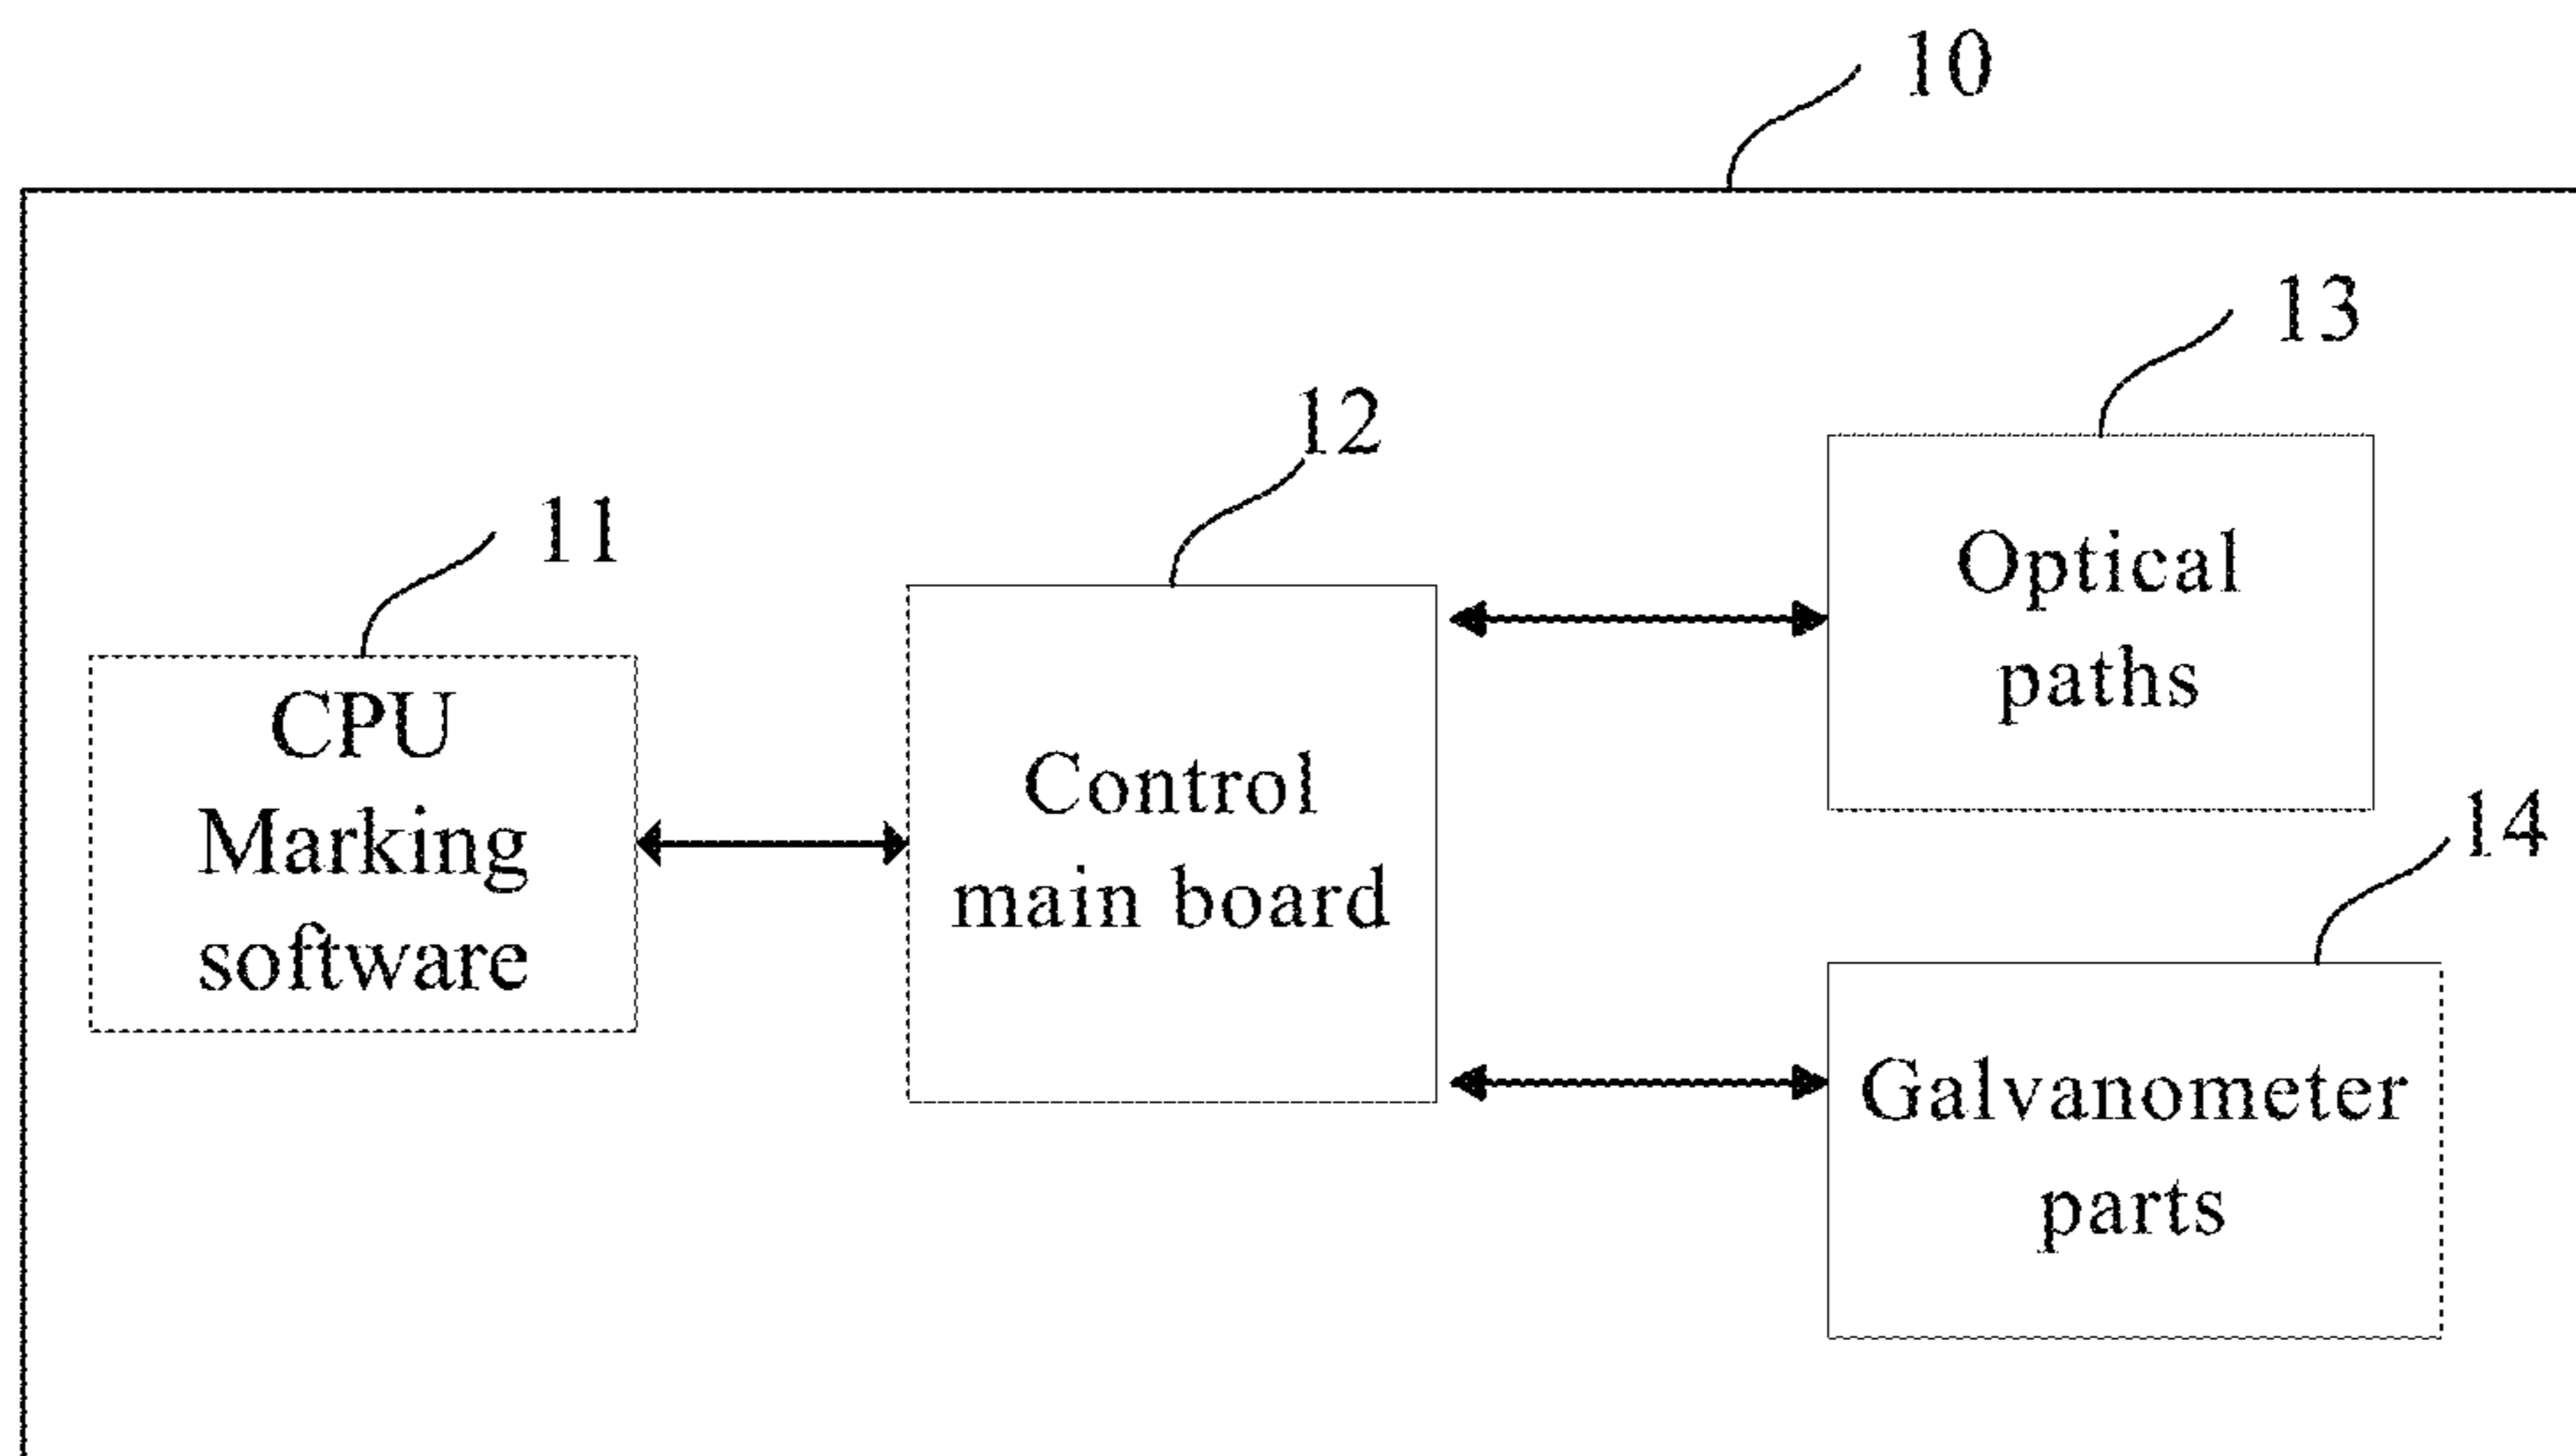 10
13
12
11
Optical
paths
CPU
Marking
software
Control
main board
14
Galvanometer
parts